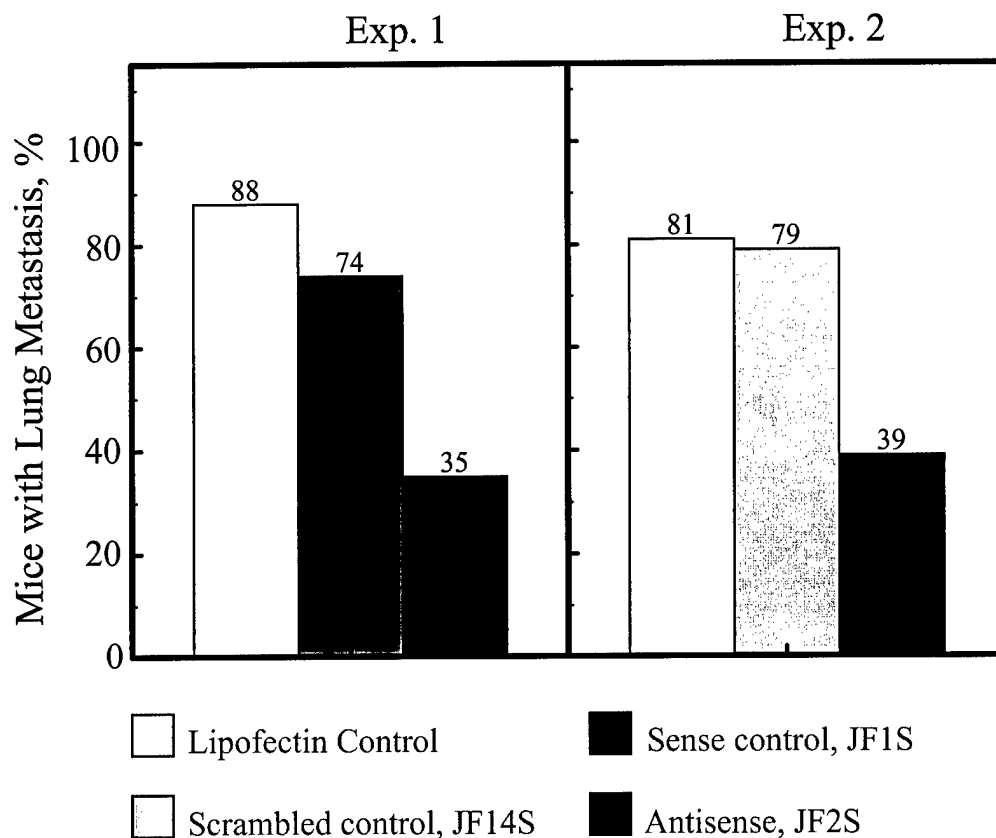 Exp. 1
Exp. 2
Mice with Lung Metastasis, %
100
80
60
40
20
0
88
74
35
81
79
39
Lipofectin Control
Sense control, JF1S
Scrambled control, JF14S
Antisense, JF2S